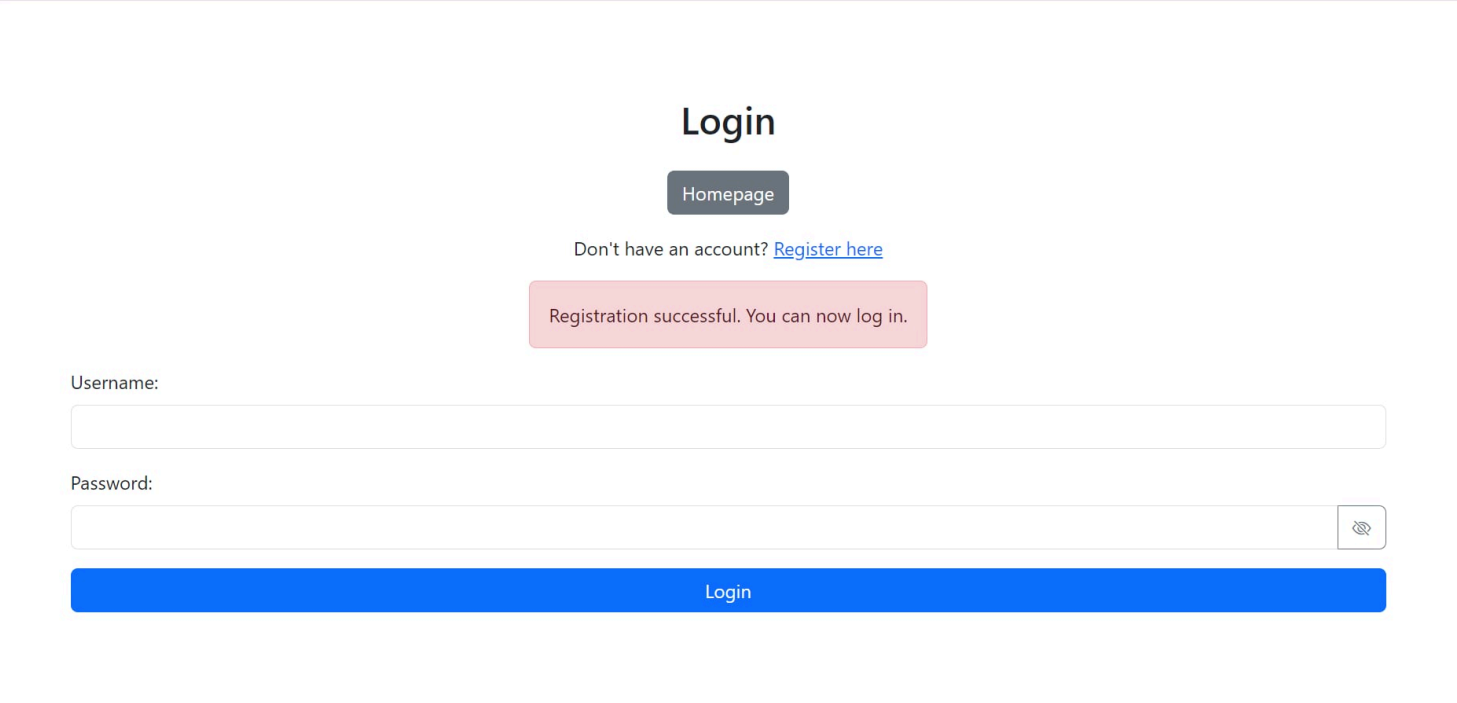 Login
Homepage
Don't have an account? Register here
Registration successful. You can now log in.
Username:
Password:
Login